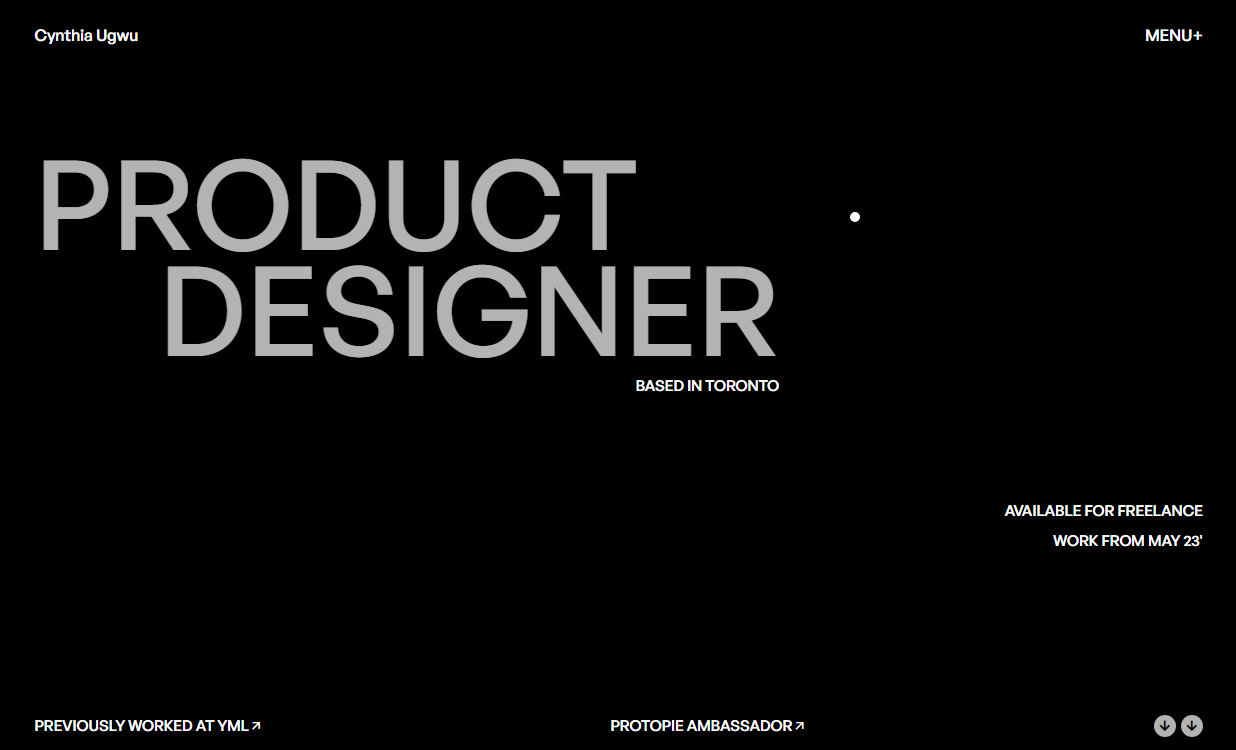 Cynthia Ugwu
MENU+
PRODUCT
DESIGNER
BASED IN TORONTO
AVAILABLE FOR FREELANCE
WORK FROM MAY 23'
PREVIOUSLY WORKED AT YML
PROTOPIE AMBASSADOR